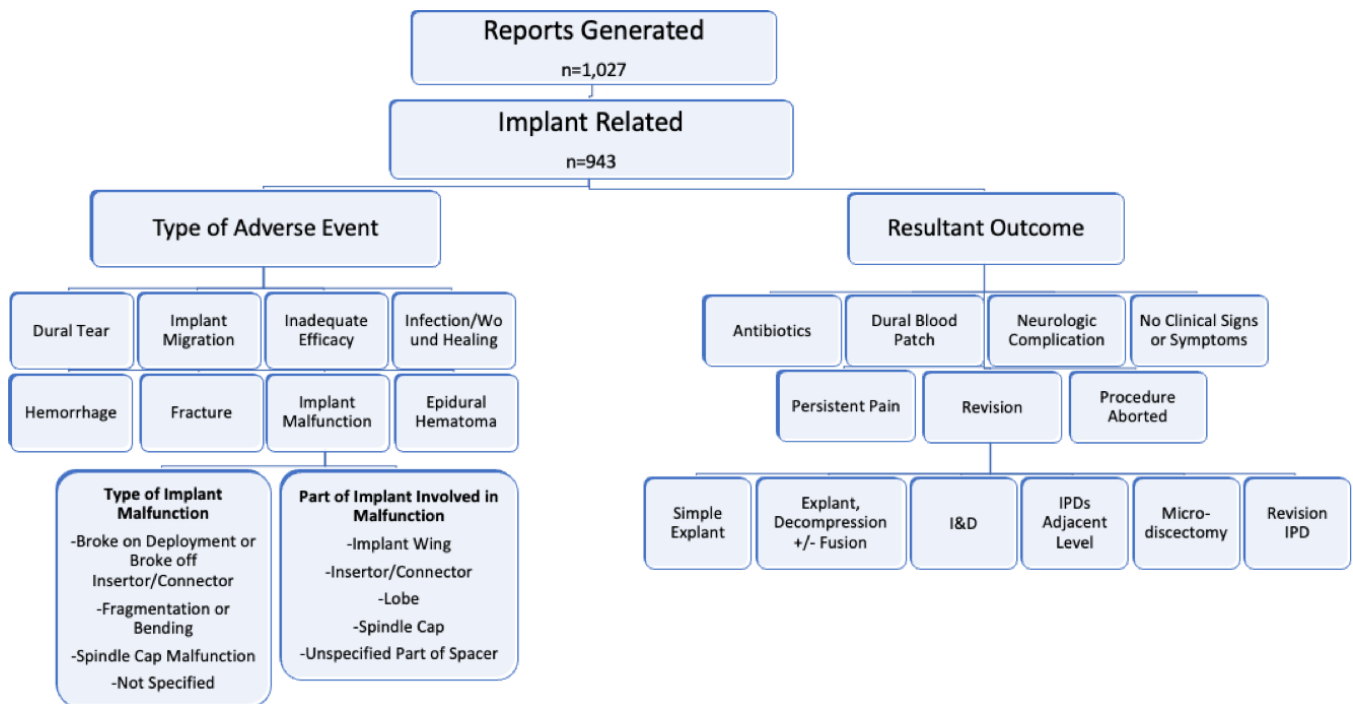 Reports Generated
n=1,027
Implant Related
n=943
Type of Adverse Event
Resultant Outcome
Dural Tear
Implant
Migration
Inadequate
Efficacy
Infection/Wo
und Healing
Hemorrhage
Fracture
Implant
Malfunction
Epidural
Hematoma
Type of Implant
Malfunction
-Broke on Deployment or
Broke off
Insertor/Connector
-Fragmentation or
Bending
-Spindle Cap Malfunction
-Not Specified
Part of Implant Involved in
Malfunction
-Implant Wing
-Insertor/Connector
-Lobe
-Spindle Cap
-Unspecified Part of Spacer
Antibiotics
Dural Blood
Patch
Neurologic
Complication
No Clinical Signs
or Symptoms
Persistent Pain
Revision
Procedure
Aborted
Simple
Explant
Explant,
Decompression
+/- Fusion
I&D
IPDs
Adjacent
Level
Micro-
discectomy
Revision
IPD